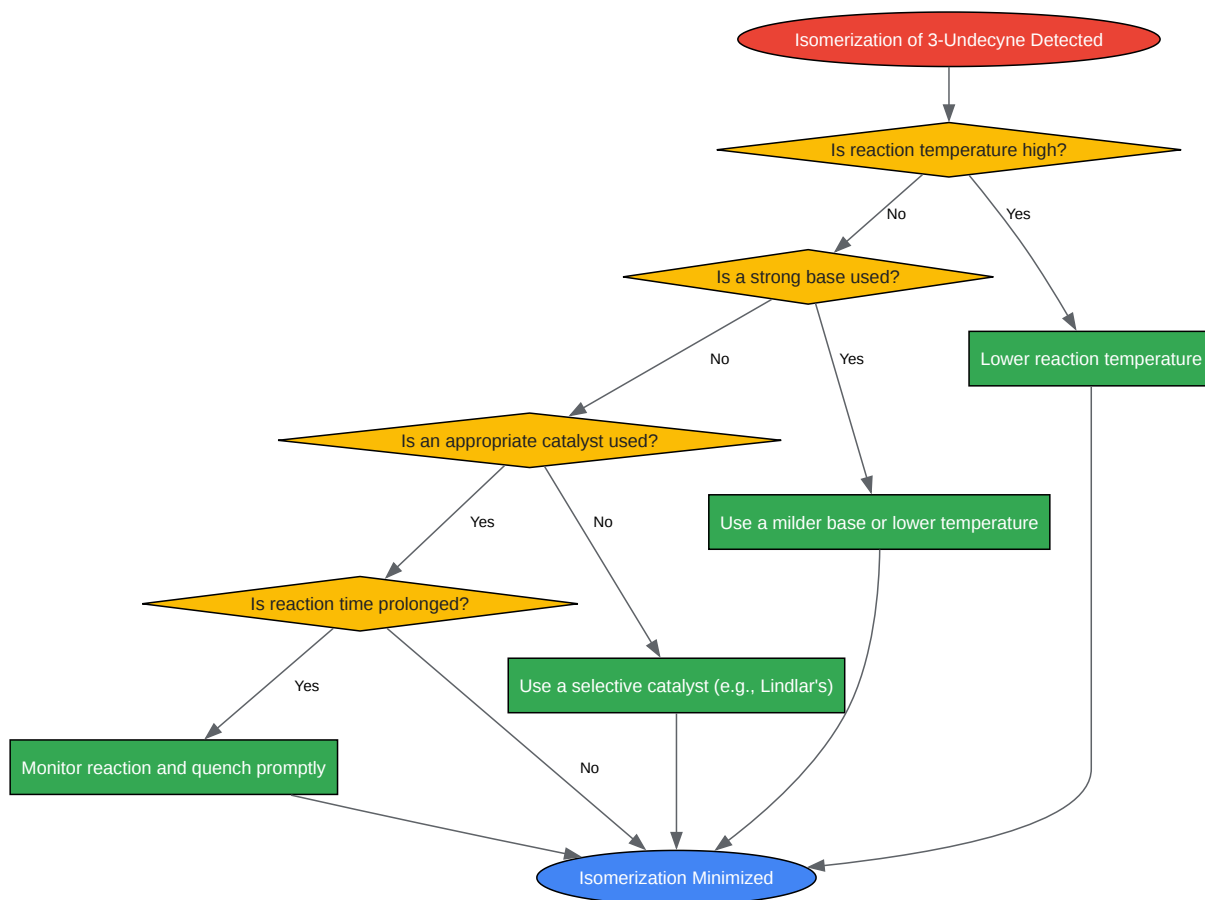 Isomerization of 3-Undecyne Detected
Is reaction temperature high?
No
Yes
Is a strong base used?
No
Yes
Lower reaction temperature
Is an appropriate catalyst used?
Yes
No
Use a milder base or lower temperature
Is reaction time prolonged?
Yes
Use a selective catalyst (e.g., Lindlar's)
No
Monitor reaction and quench promptly
Isomerization Minimized